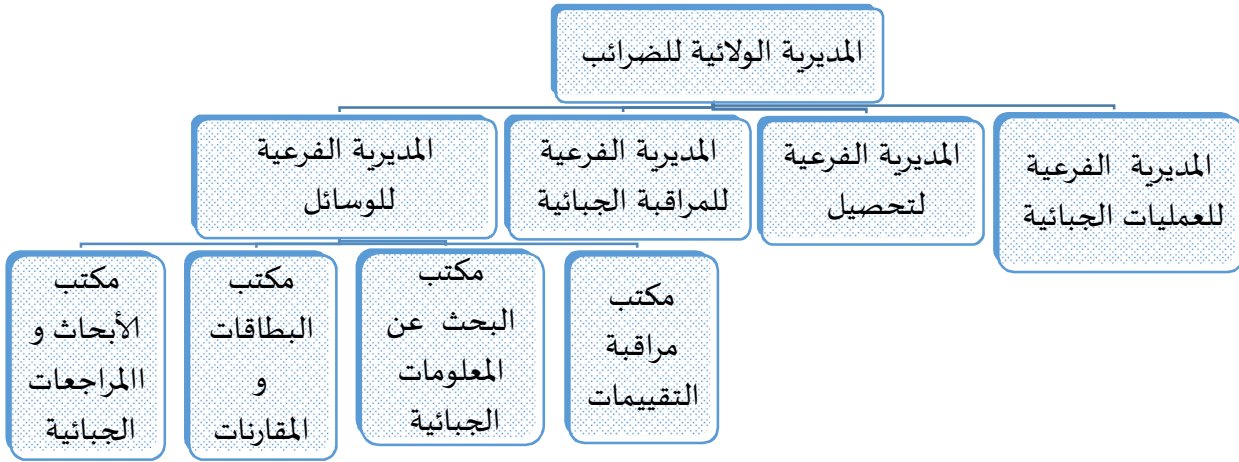 المديرية الولائية للضرائب
المديرية الفرعية
للعمليات الجبائية
المديرية الفرعية
لتحصيل
المديرية الفرعية
للمراقبة الجبائية
المديرية الفرعية
للوسائل
مكتب
مراقبة
التقييمات
مكتب
البحث عن
المعلومات
الجبائية
مكتب
البطاقات
و
المقارنات
مكتب
الأبحاث و
االمراجعات
الجبائية